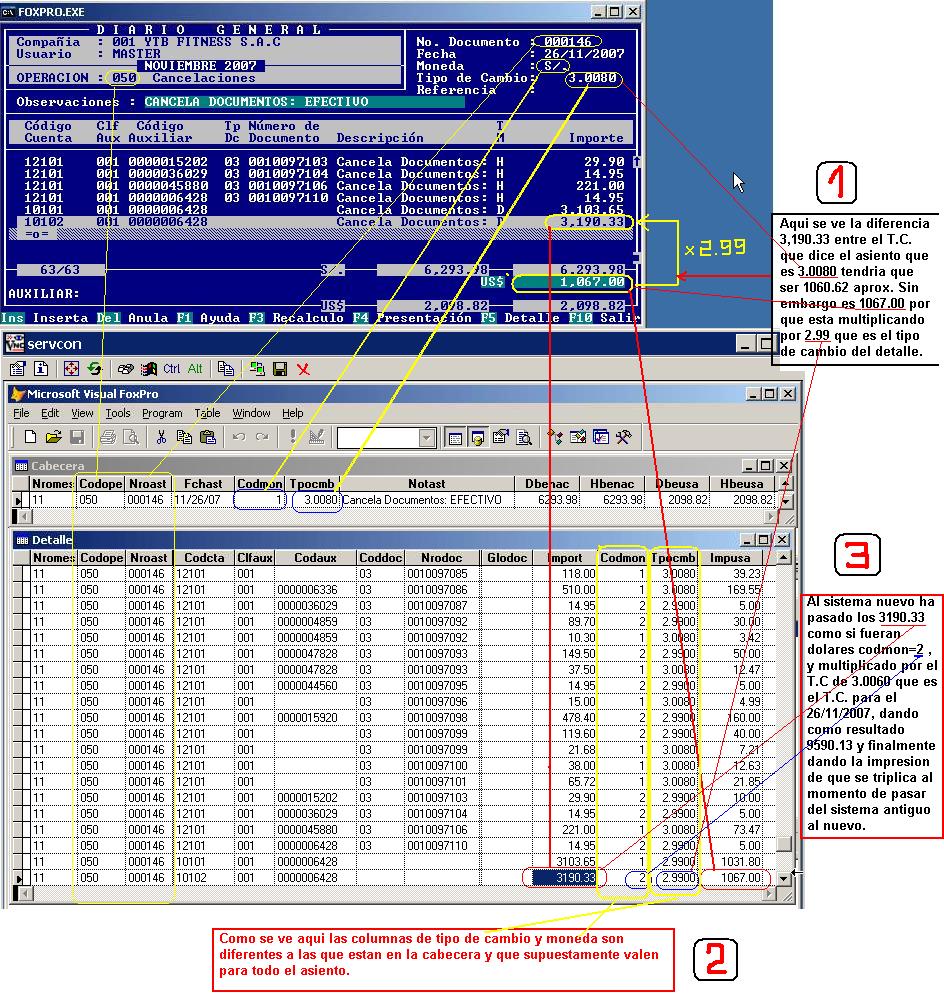 FOXPRO.EXE
D I A R I O   G E N E R A L
Compañia : 001 YTB FITNESS S.A.C
Usuario : MASTER
NOVIEMBRE 2007
OPERACION : 050 Cancelaciones
No. Documento : 000146
Fecha : 26/11/2007
Moneda : S/.
Tipo de Cambio: 3.0080
Referencia :
Observaciones : CANCELA DOCUMENTOS: EFECTIVO
Código Clf Código Tp Número de T
Cuenta Aux Auxiliar Dc Documento Descripción M Importe
12101 001 0000015202 03 0010097103 Cancela Documentos: H 29.90
12101 001 0000036029 03 0010097104 Cancela Documentos: H 14.95
12101 001 0000045880 03 0010097106 Cancela Documentos: H 221.00
12101 001 0000006428 03 0010097110 Cancela Documentos: H 14.95
10101 001 0000006428 Cancela Documentos: D 3,103.65
10102 001 0000006428 Cancela Documentos: D 3,190.33
=o=
63/63 S/. 6,293.98 6,293.98
US$ 1,067.00
AUXILIAR:
US$ 2,098.82 2,098.82
Ins Inserta Del Anula F1 Ayuda F3 Recalculo F4 Presentación F5 Detalle F10 Salir
x2.99
1
Aqui se ve la diferencia
3,190.33 entre el T.C.
que dice el asiento que
es 3.0080 tendria que
ser 1060.62 aprox. Sin
embargo es 1067.00 por
que esta multiplicando
por 2.99 que es el tipo
de cambio del detalle.
VNC servcon
Ctrl Alt
Microsoft Visual FoxPro
File Edit View Tools Program Table Window Help
Cabecera
Nromes Codope Nroast Fchast Codmon Tpocmb Notast Dbenac Hbenac Dbeusa Hbeusa
11 050 000146 11/26/07 1 3.0080 Cancela Documentos: EFECTIVO 6293.98 6293.98 2098.82 2098.82
Detalle
Nromes Codope Nroast Codcta Clfaux Codaux Coddoc Nrodoc Glodoc Import Codmon Tpocmb Impusa
11 050 000146 12101 001 03 0010097085 118.00 1 3.0080 39.23
11 050 000146 12101 001 0000006336 03 0010097086 510.00 1 3.0080 169.55
11 050 000146 12101 001 0000036029 03 0010097087 14.95 2 2.9900 5.00
11 050 000146 12101 001 0000004859 03 0010097092 89.70 2 2.9900 30.00
11 050 000146 12101 001 0000004859 03 0010097092 10.30 1 3.0080 3.42
11 050 000146 12101 001 0000047828 03 0010097093 149.50 2 2.9900 50.00
11 050 000146 12101 001 0000047828 03 0010097093 37.50 1 3.0080 12.47
11 050 000146 12101 001 0000044560 03 0010097095 14.95 2 2.9900 5.00
11 050 000146 12101 001 03 0010097096 15.00 1 3.0080 4.99
11 050 000146 12101 001 0000015920 03 0010097098 478.40 2 2.9900 160.00
11 050 000146 12101 001 03 0010097099 119.60 2 2.9900 40.00
11 050 000146 12101 001 03 0010097099 21.68 1 3.0080 7.21
11 050 000146 12101 001 03 0010097100 38.00 1 3.0080 12.63
11 050 000146 12101 001 03 0010097101 65.72 1 3.0080 21.85
11 050 000146 12101 001 0000015202 03 0010097103 29.90 2 2.9900 10.00
11 050 000146 12101 001 0000036029 03 0010097104 14.95 2 2.9900 5.00
11 050 000146 12101 001 0000045880 03 0010097106 221.00 1 3.0080 73.47
11 050 000146 12101 001 0000006428 03 0010097110 14.95 2 2.9900 5.00
11 050 000146 10101 001 0000006428 3103.65 1 2.9900 1031.80
11 050 000146 10102 001 0000006428 3190.33 2 2.9900 1067.00
3
Al sistema nuevo ha
pasado los 3190.33
como si fueran
dolares codmon=2 ,
y multiplicado por el
T.C de 3.0060 que es
el T.C. para el
26/11/2007, dando
como resultado
9590.13 y finalmente
dando la impresion
de que se triplica al
momento de pasar
del sistema antiguo
al nuevo.
Como se ve aqui las columnas de tipo de cambio y moneda son
diferentes a las que estan en la cabecera y que supuestamente valen
para todo el asiento.
2